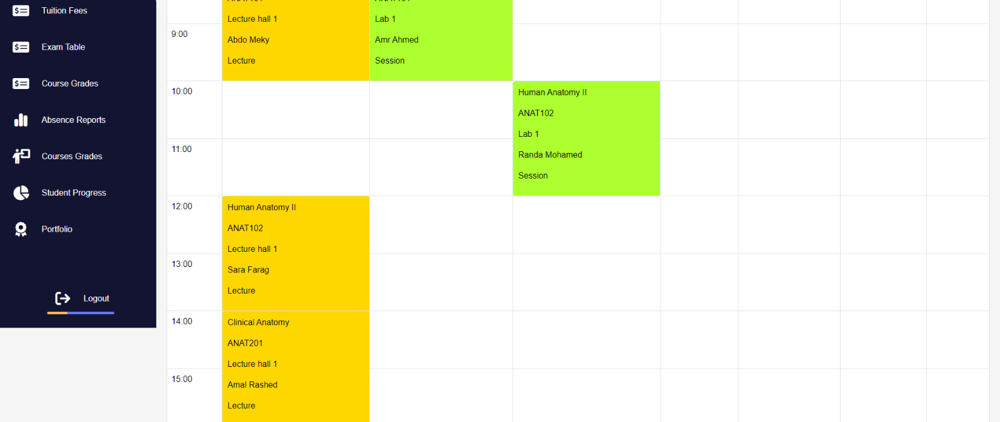 Tuition Fees
Exam Table
Course Grades
Absence Reports
Courses Grades
Student Progress
Portfolio
Logout
Lecture hall 1
Abdo Meky
Lecture
Lab 1
Amr Ahmed
Session
9:00
10:00
Human Anatomy II
ANAT102
Lab 1
Randa Mohamed
Session
11:00
12:00
Human Anatomy II
ANAT102
Lecture hall 1
Sara Farag
Lecture
13:00
14:00
Clinical Anatomy
ANAT201
Lecture hall 1
Amal Rashed
Lecture
15:00